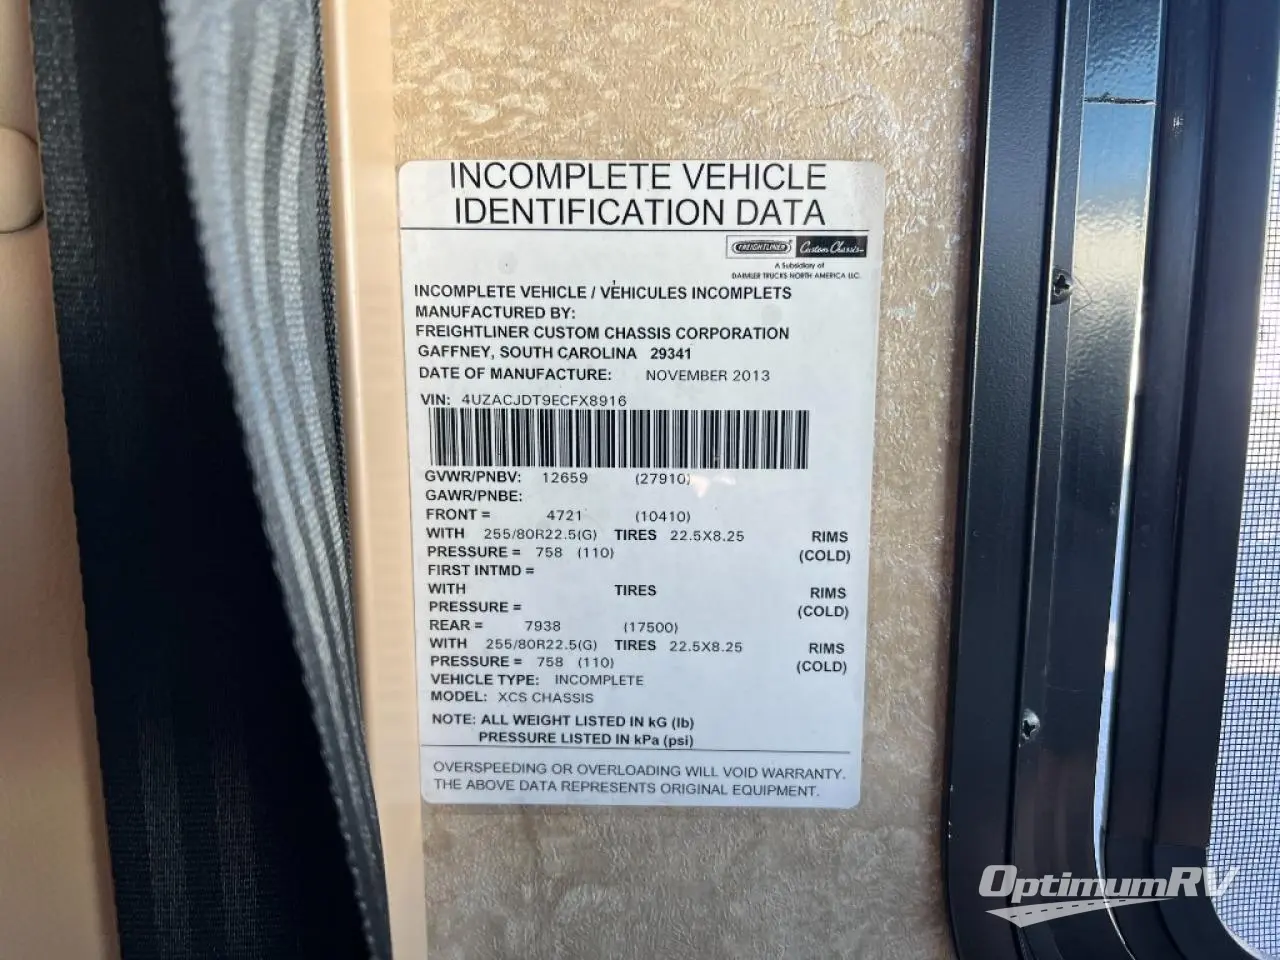 INCOMPLETE VEHICLE
IDENTIFICATION DATA
FREIGHTLINER Custom Chassis
A Subsidiary of
DAIMLER TRUCKS NORTH AMERICA LLC.
INCOMPLETE VEHICLE / VEHICULES INCOMPLETS
MANUFACTURED BY:
FREIGHTLINER CUSTOM CHASSIS CORPORATION
GAFFNEY, SOUTH CAROLINA 29341
DATE OF MANUFACTURE: NOVEMBER 2013
VIN: 4UZACJDT9ECFX8916
GVWR/PNBV: 12659 (27910)
GAWR/PNBE:
FRONT = 4721 (10410)
WITH 255/80R22.5(G) TIRES 22.5X8.25 RIMS
PRESSURE = 758 (110) (COLD)
FIRST INTMD =
WITH TIRES RIMS
PRESSURE = (COLD)
REAR = 7938 (17500)
WITH 255/80R22.5(G) TIRES 22.5X8.25 RIMS
PRESSURE = 758 (110) (COLD)
VEHICLE TYPE: INCOMPLETE
MODEL: XCS CHASSIS
NOTE: ALL WEIGHT LISTED IN kG (lb)
PRESSURE LISTED IN kPa (psi)
OVERSPEEDING OR OVERLOADING WILL VOID WARRANTY.
THE ABOVE DATA REPRESENTS ORIGINAL EQUIPMENT.
OptimumRV